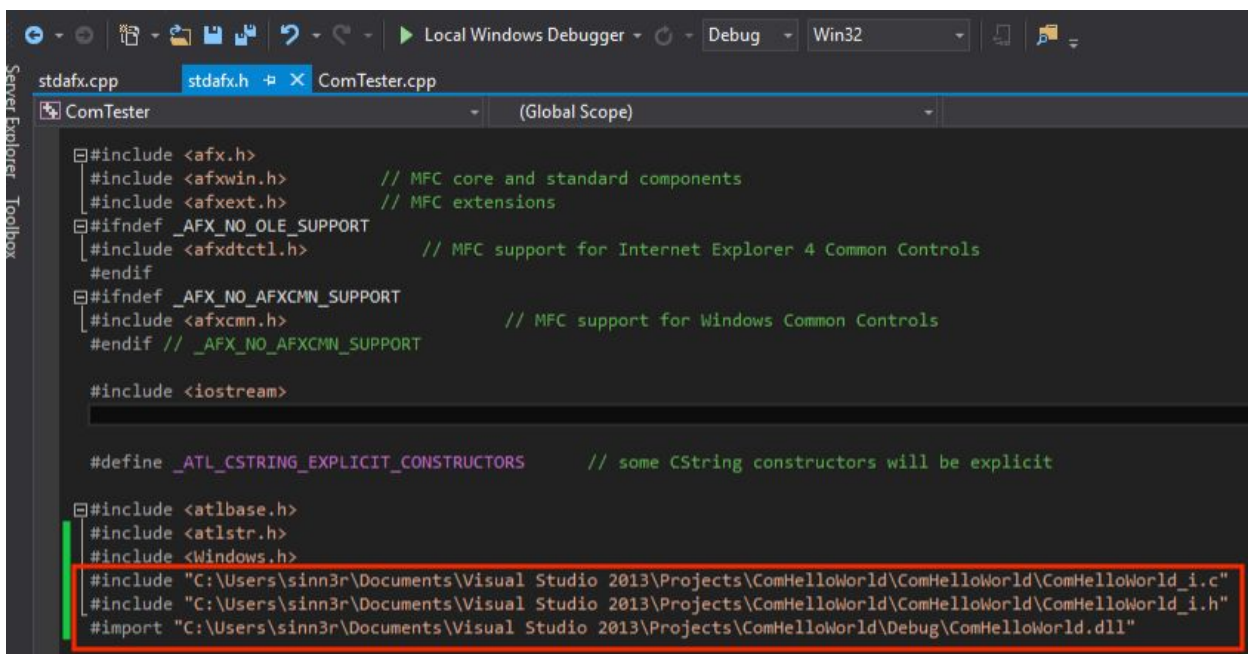 Local Windows Debugger Debug Win32
Server Explorer Toolbox
stdafx.cpp stdafx.h ComTester.cpp
ComTester (Global Scope)
#include <afx.h>
#include <afxwin.h> // MFC core and standard components
#include <afxext.h> // MFC extensions
#ifndef _AFX_NO_OLE_SUPPORT
#include <afxdtctl.h> // MFC support for Internet Explorer 4 Common Controls
#endif
#ifndef _AFX_NO_AFXCMN_SUPPORT
#include <afxcmn.h> // MFC support for Windows Common Controls
#endif // _AFX_NO_AFXCMN_SUPPORT
#include <iostream>
#define _ATL_CSTRING_EXPLICIT_CONSTRUCTORS // some CString constructors will be explicit
#include <atlbase.h>
#include <atlstr.h>
#include <Windows.h>
#include "C:\Users\sinn3r\Documents\Visual Studio 2013\Projects\ComHelloWorld\ComHelloWorld\ComHelloWorld_i.c"
#include "C:\Users\sinn3r\Documents\Visual Studio 2013\Projects\ComHelloWorld\ComHelloWorld\ComHelloWorld_i.h"
#import "C:\Users\sinn3r\Documents\Visual Studio 2013\Projects\ComHelloWorld\Debug\ComHelloWorld.dll"